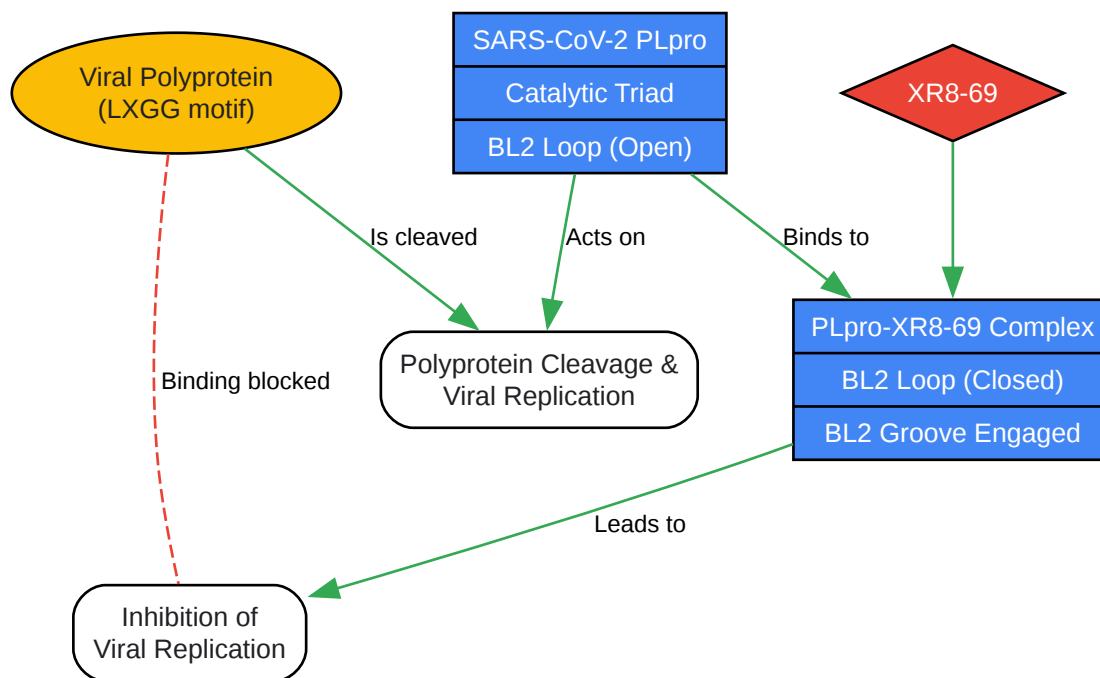 Viral Polyprotein
(LXGG motif)
SARS-CoV-2 PLpro
Catalytic Triad
BL2 Loop (Open)
XR8-69
Is cleaved
Acts on
Binds to
Polyprotein Cleavage &
Viral Replication
PLpro-XR8-69 Complex
BL2 Loop (Closed)
BL2 Groove Engaged
Binding blocked
Leads to
Inhibition of
Viral Replication